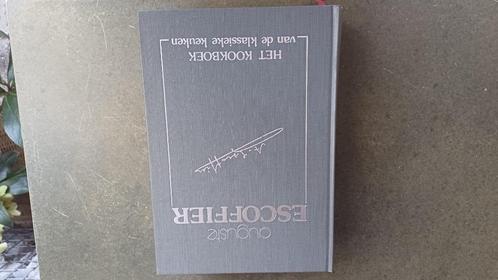 auguste
ESCOFFIER
HET KOOKBOEK
van de klassieke keuken